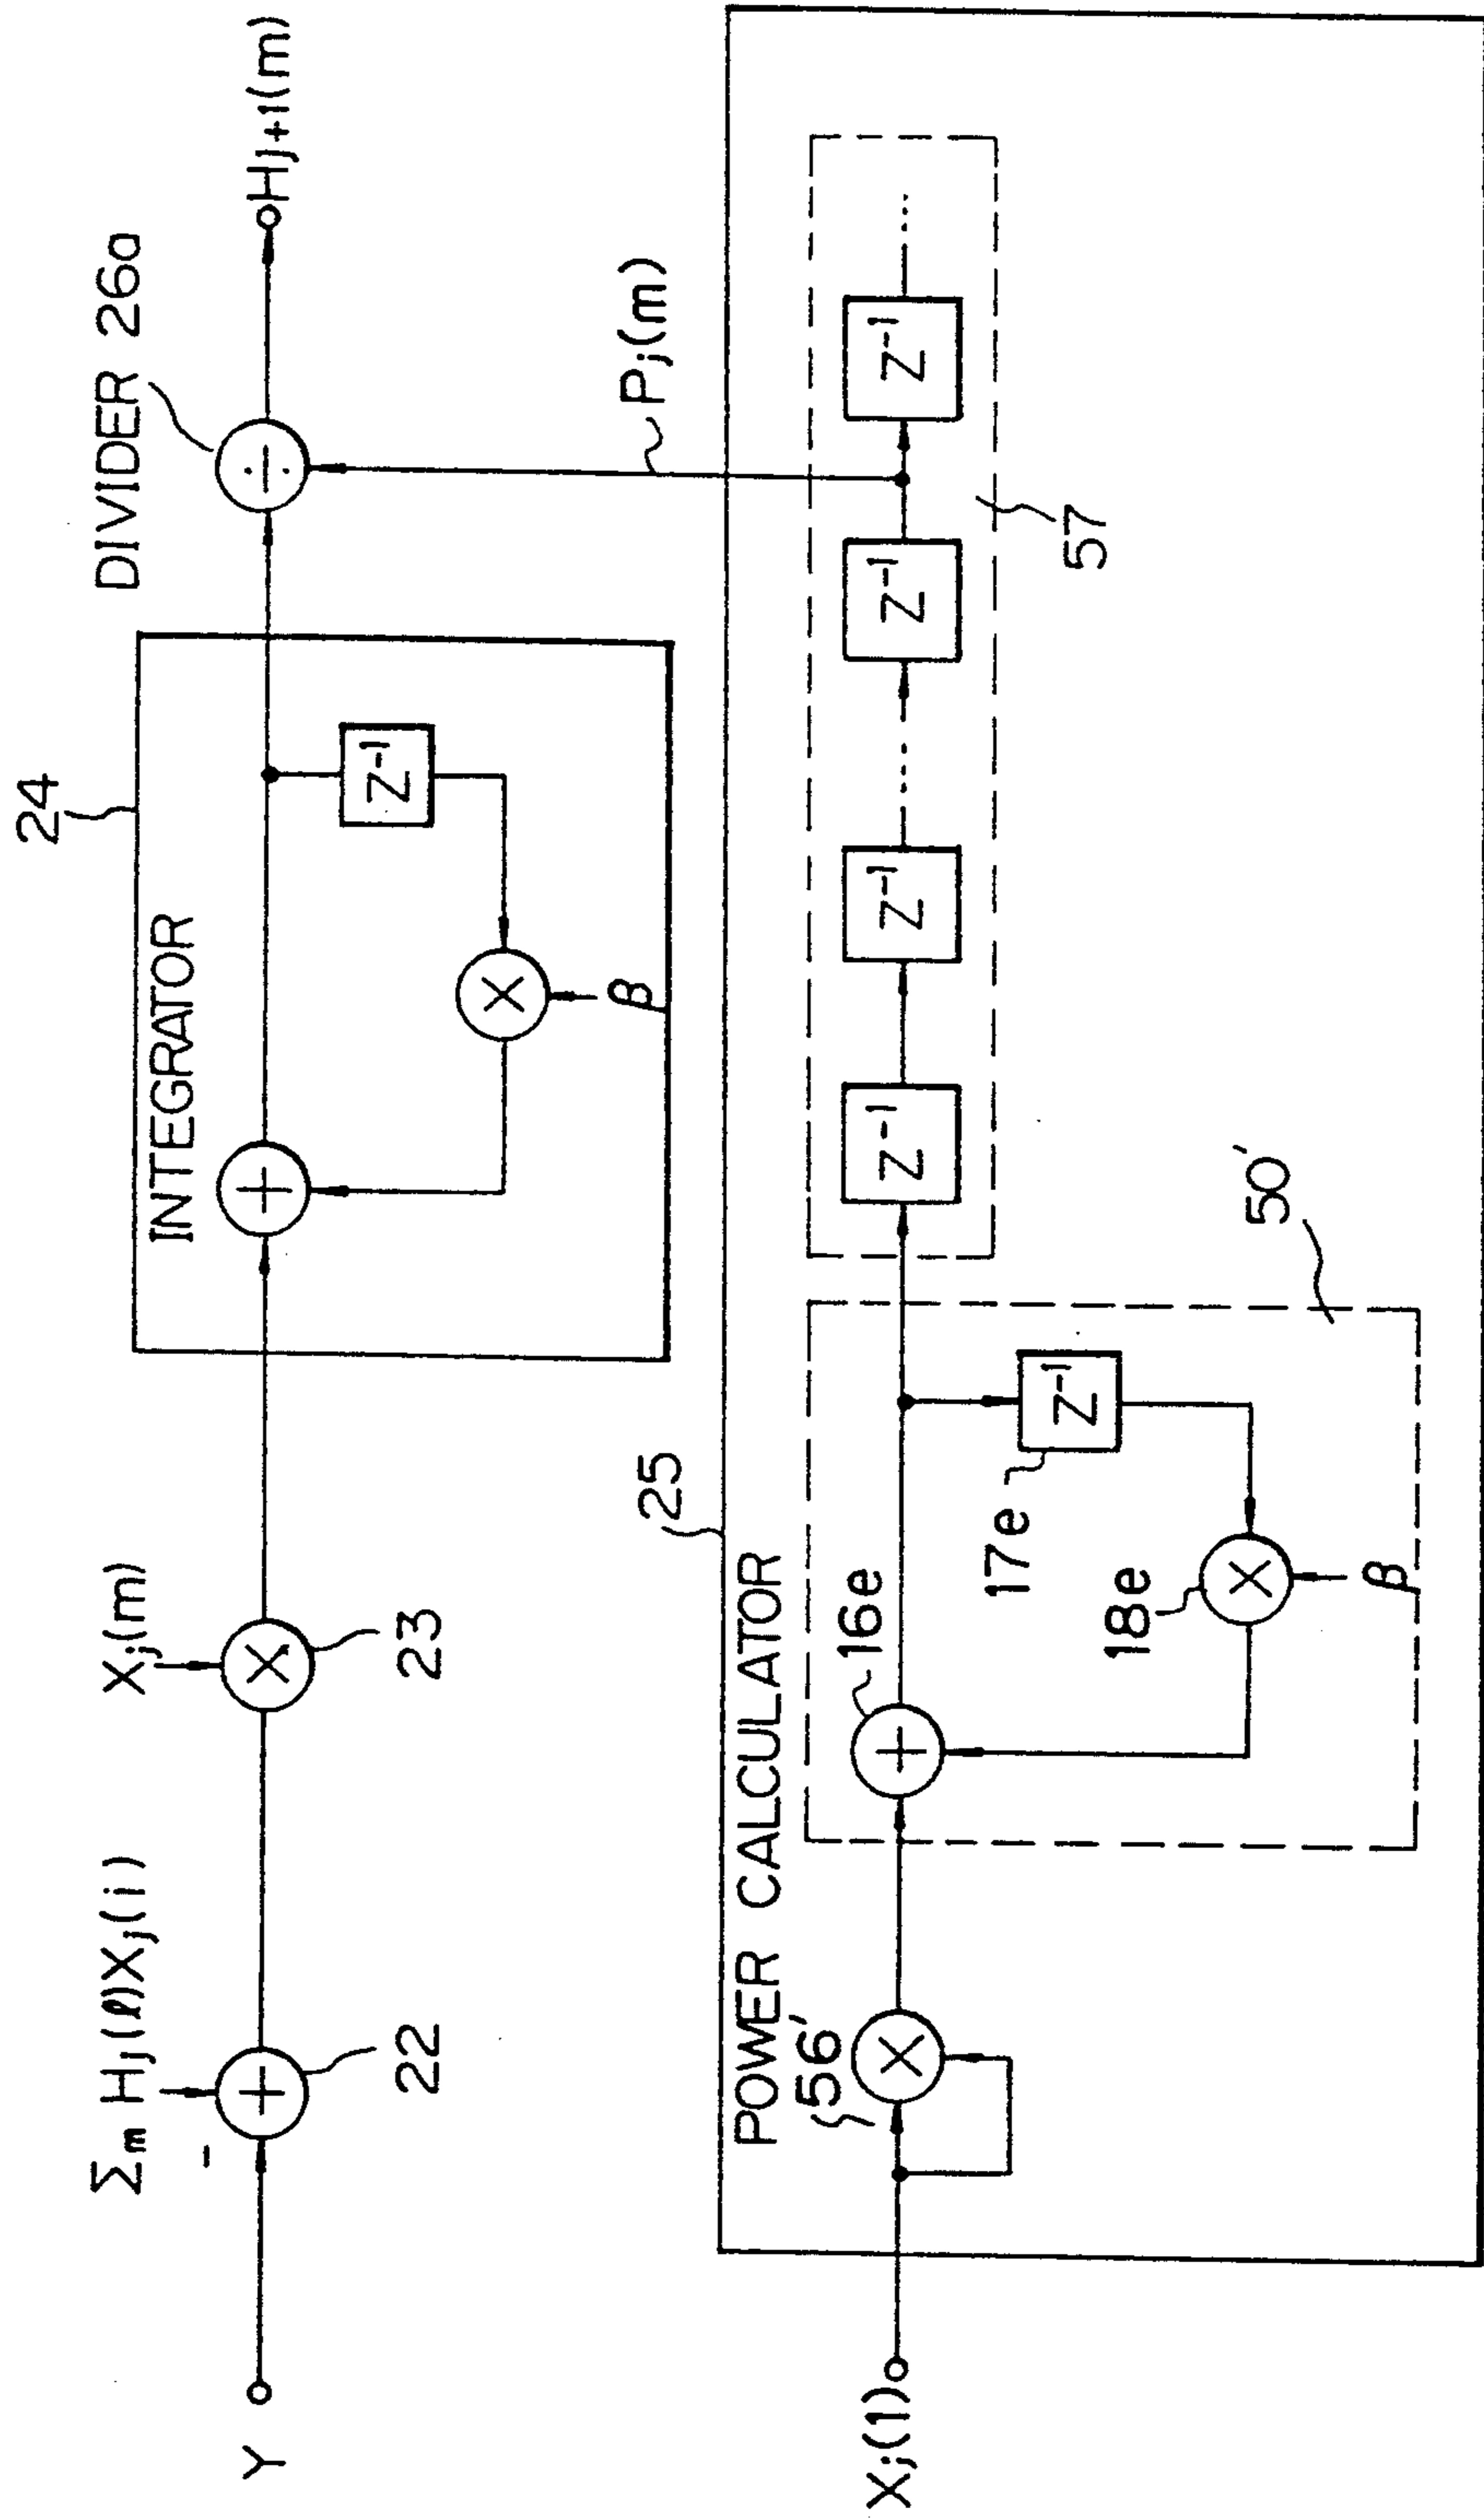 Σm Hj(ℓ)Xj(i)
Xj(m)
24
DIVIDER 26a
Y
−
+
22
×
23
INTEGRATOR
+
Z⁻¹
×
β
÷
Hj+1(m)
25
Pj(m)
POWER CALCULATOR
56'
Xj(1)
×
16e
+
17e
Z⁻¹
18e
×
β
50'
Z⁻¹
Z⁻¹
Z⁻¹
Z⁻¹
57